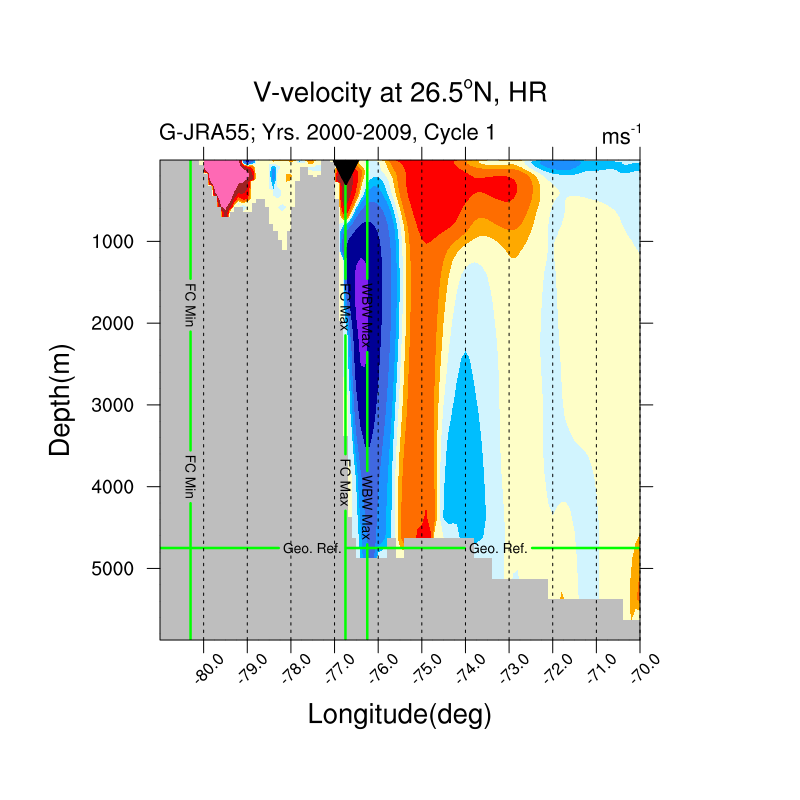 V-velocity at 26.5°N, HR
G-JRA55; Yrs. 2000-2009, Cycle 1
ms-1
1000
2000
3000
4000
5000
Depth(m)
FC Min
FC Max
WBW Max
FC Min
FC Max
WBW Max
Geo. Ref.
Geo. Ref.
-80.0
-79.0
-78.0
-77.0
-76.0
-75.0
-74.0
-73.0
-72.0
-71.0
-70.0
Longitude(deg)